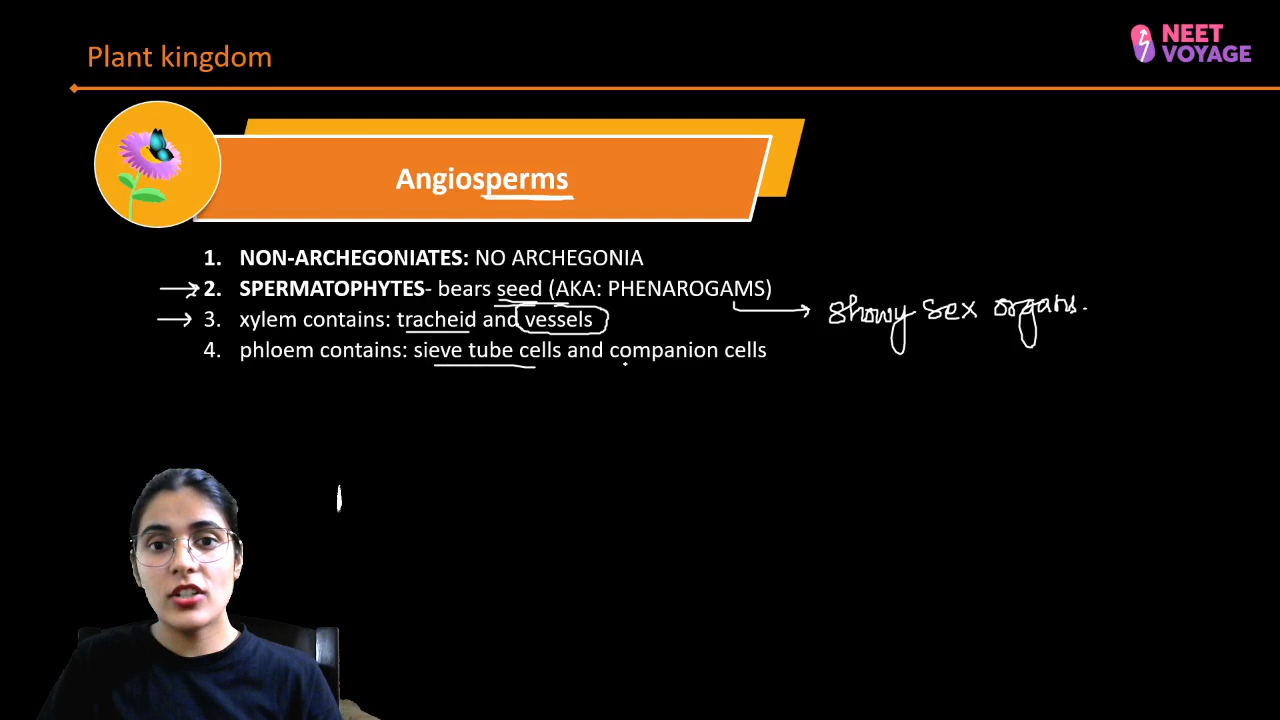 Plant kingdom
NEET
VOYAGE
Angiosperms
1. NON-ARCHEGONIATES: NO ARCHEGONIA
2. SPERMATOPHYTES- bears seed (AKA: PHENAROGAMS)
showy sex organs.
3. xylem contains: tracheid and vessels
4. phloem contains: sieve tube cells and companion cells